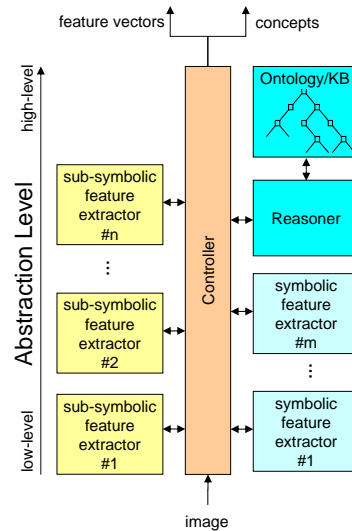 feature vectors
concepts
high-level
Abstraction Level
low-level
sub-symbolic
feature
extractor
#n
...
sub-symbolic
feature
extractor
#2
sub-symbolic
feature
extractor
#1
Controller
Ontology/KB
Reasoner
symbolic
feature
extractor
#m
...
symbolic
feature
extractor
#1
image